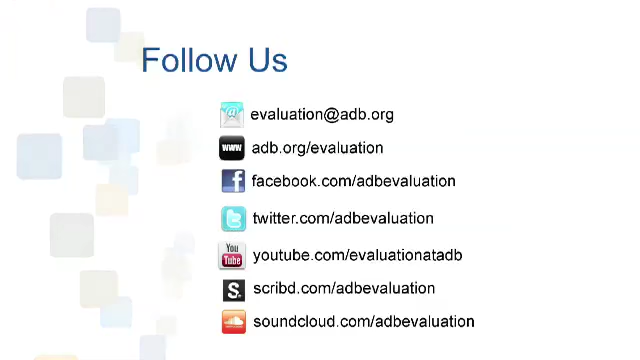 Follow Us
evaluation@adb.org
www adb.org/evaluation
f facebook.com/adbevaluation
t twitter.com/adbevaluation
You Tube youtube.com/evaluationatadb
S. scribd.com/adbevaluation
soundcloud.com/adbevaluation